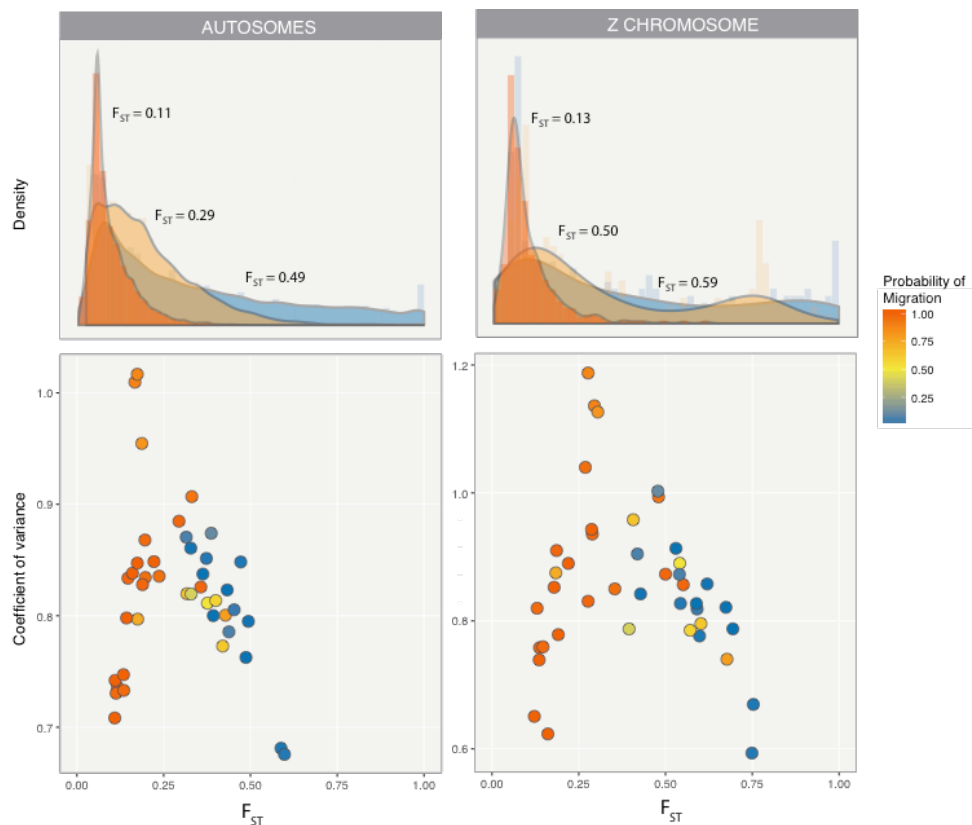 AUTOSOMES
Z CHROMOSOME
Density
FST = 0.11
FST = 0.29
FST = 0.49
FST = 0.13
FST = 0.50
FST = 0.59
Probability of
Migration
1.00
0.75
0.50
0.25
Coefficient of variance
1.0
0.9
0.8
0.7
0.00
0.25
0.50
0.75
1.00
FST
1.2
1.0
0.8
0.6
0.00
0.25
0.50
0.75
1.00
FST